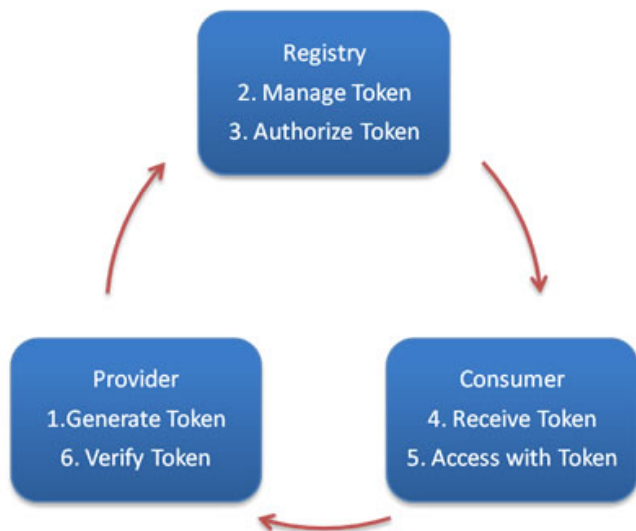 Registry
2. Manage Token
3. Authorize Token
Provider
1.Generate Token
6. Verify Token
Consumer
4. Receive Token
5. Access with Token